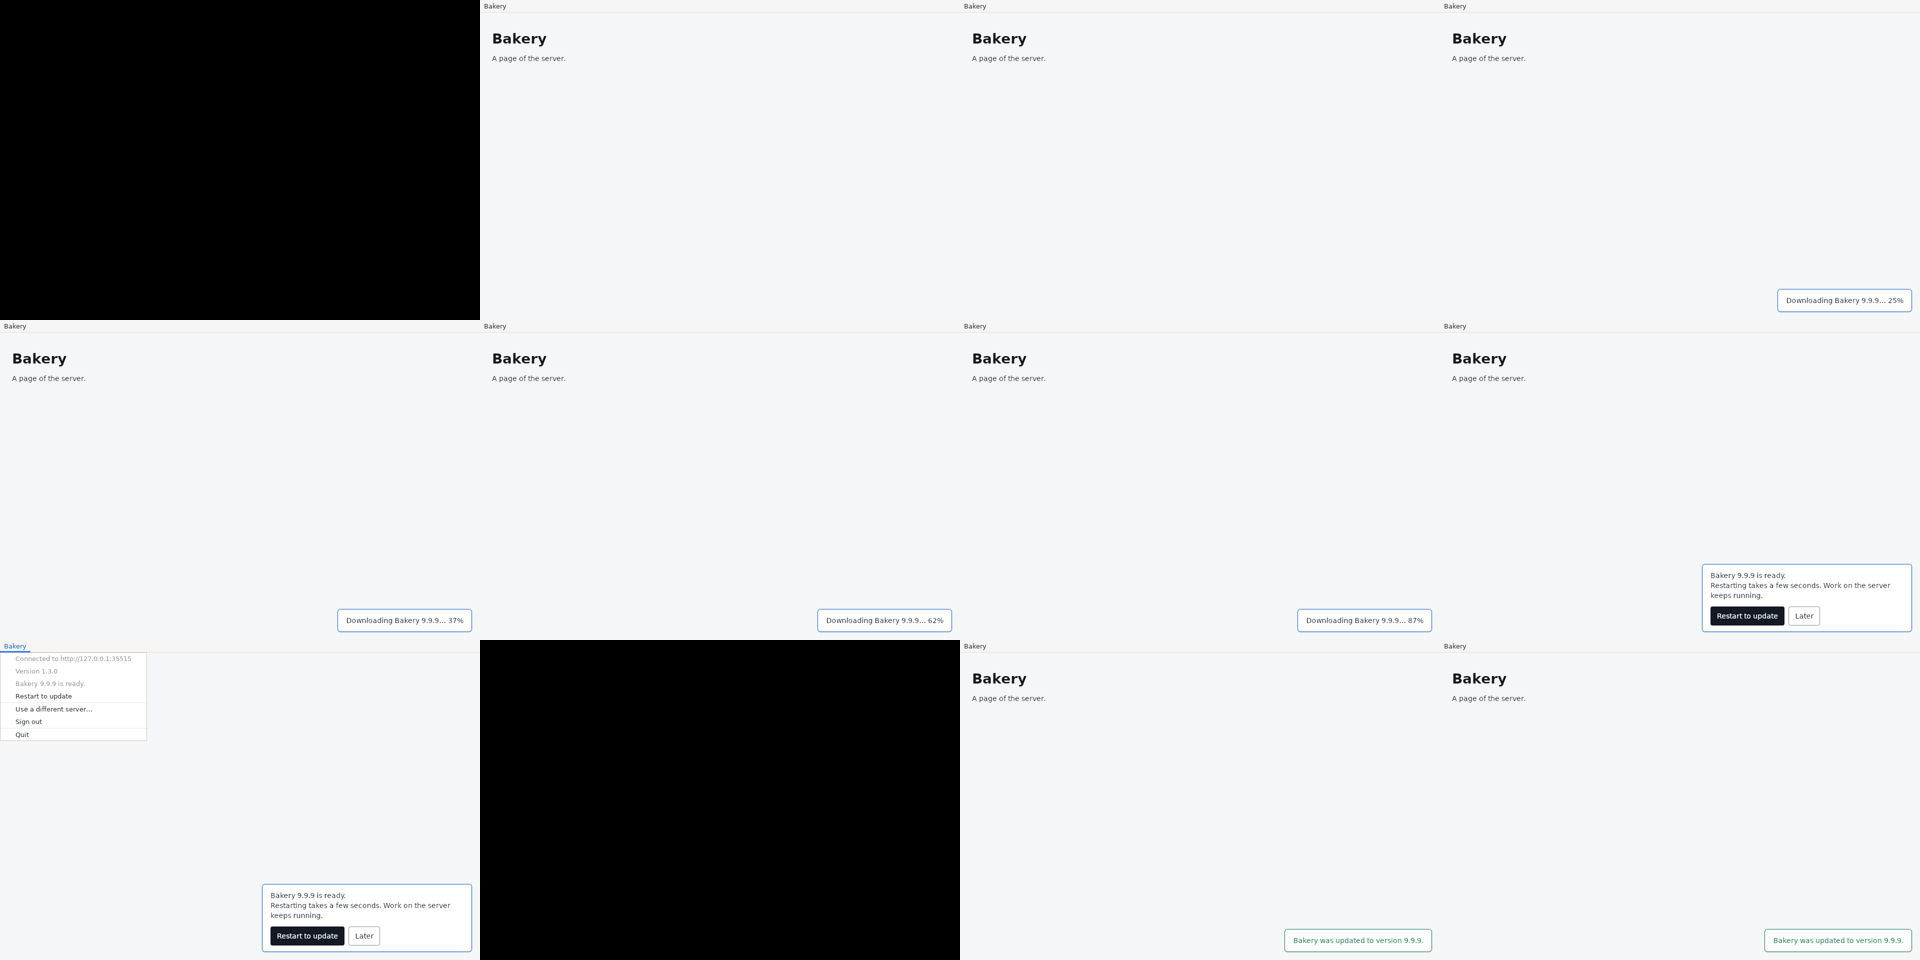 Bakery
Bakery
A page of the server.
Bakery
Bakery
A page of the server.
Bakery
Bakery
A page of the server.
Downloading Bakery 9.9.9... 25%
Bakery
Bakery
A page of the server.
Downloading Bakery 9.9.9... 37%
Bakery
Bakery
A page of the server.
Downloading Bakery 9.9.9... 62%
Bakery
Bakery
A page of the server.
Downloading Bakery 9.9.9... 87%
Bakery
Bakery
A page of the server.
Bakery 9.9.9 is ready.
Restarting takes a few seconds. Work on the server
keeps running.
Restart to update
Later
Bakery
Connected to http://127.0.0.1:35515
Version 1.3.0
Bakery 9.9.9 is ready.
Restart to update
Use a different server...
Sign out
Quit
Bakery 9.9.9 is ready.
Restarting takes a few seconds. Work on the server
keeps running.
Restart to update
Later
Bakery
Bakery
A page of the server.
Bakery was updated to version 9.9.9.
Bakery
Bakery
A page of the server.
Bakery was updated to version 9.9.9.